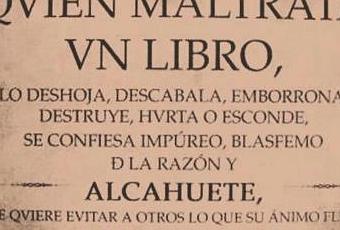 QVIEN MALTRATA
VN LIBRO,
LO DESHOJA, DESCABALA, EMBORRONA
DESTRUYE, HVRTA O ESCONDE,
SE CONFIESA IMPÚREO, BLASFEMO
Đ LA RAZÓN Y
ALCAHUETE,
E QVIERE EVITAR A OTROS LO QUE SU ÁNIMO